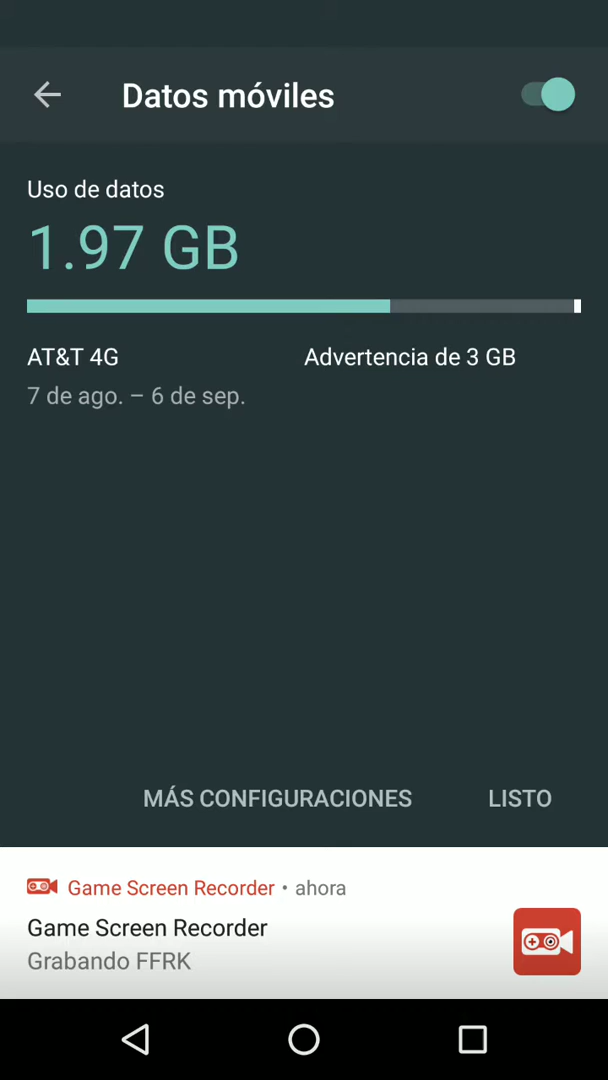 Datos móviles
Uso de datos
1.97 GB
AT&T 4G
Advertencia de 3 GB
7 de ago. – 6 de sep.
MÁS CONFIGURACIONES
LISTO
Game Screen Recorder • ahora
Game Screen Recorder
Grabando FFRK